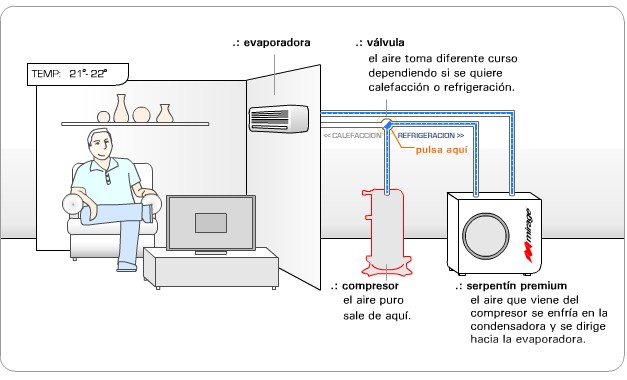 .: evaporadora
.: válvula
el aire toma diferente curso
dependiendo si se quiere
calefacción o refrigeración.
TEMP: 21°- 22°
<< CALEFACCION
REFRIGERACION >>
pulsa aquí
mirage
.: compresor
el aire puro
sale de aquí.
.: serpentín premium
el aire que viene del
compresor se enfría en la
condensadora y se dirige
hacia la evaporadora.